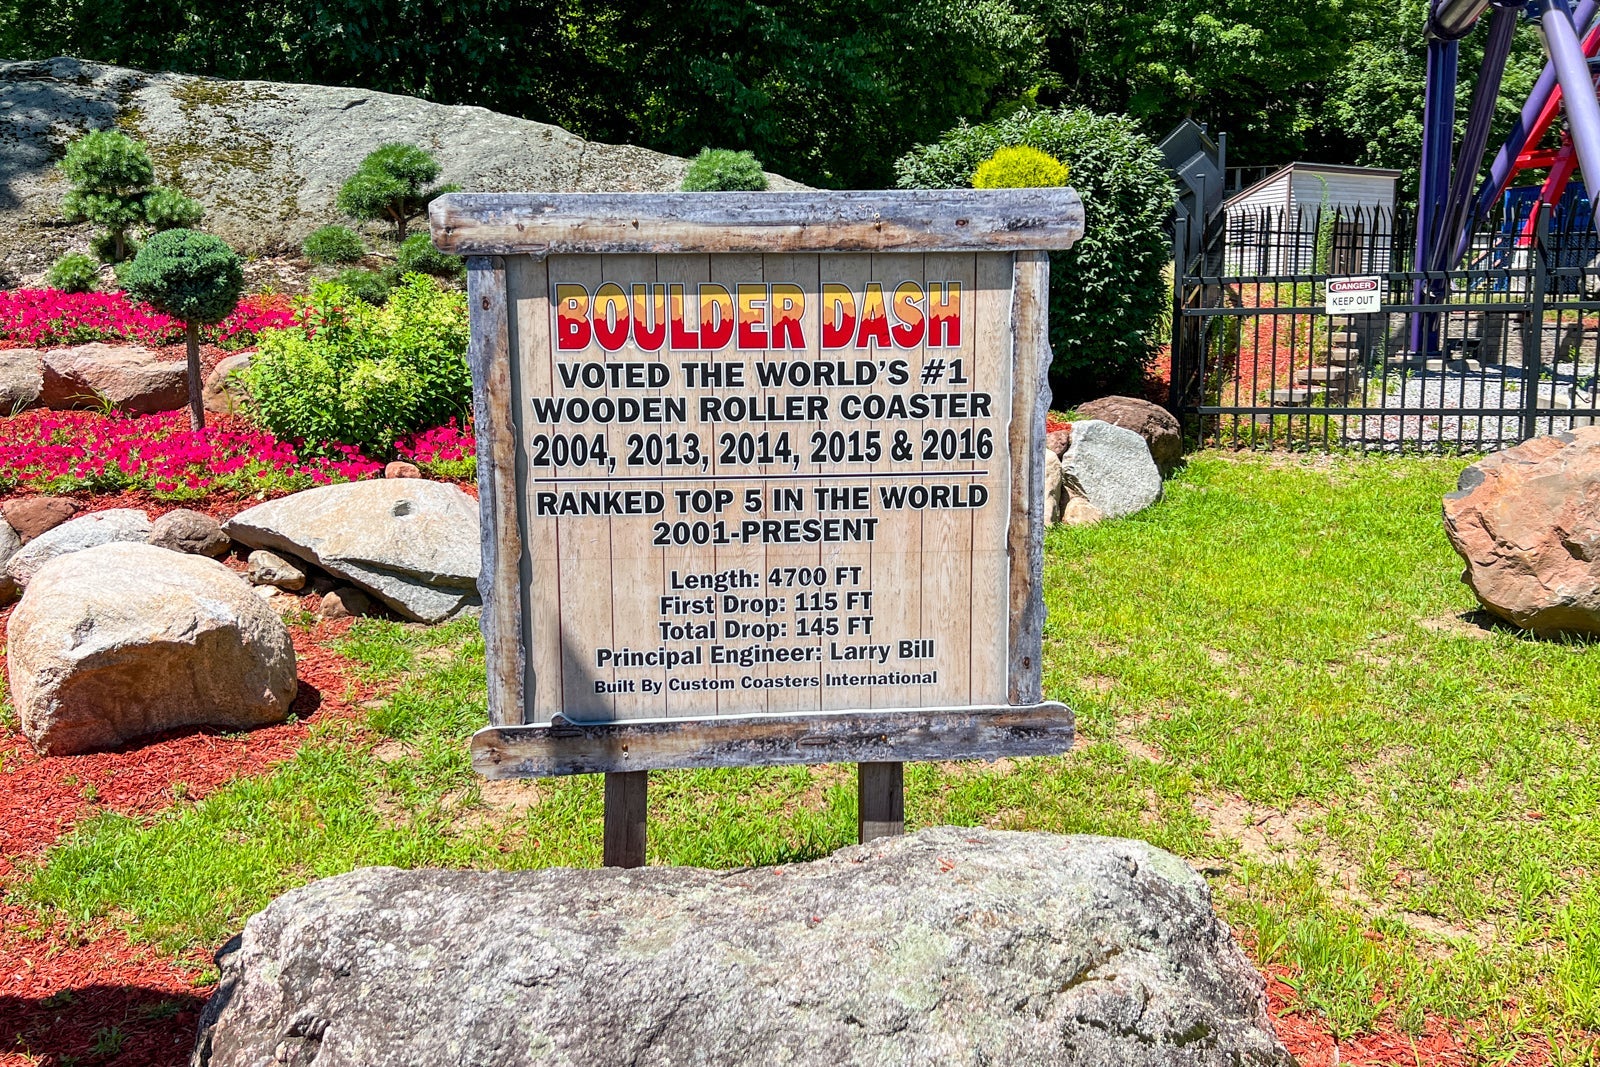 BOULDER DASH
VOTED THE WORLD'S #1
WOODEN ROLLER COASTER
2004, 2013, 2014, 2015 & 2016
RANKED TOP 5 IN THE WORLD
2001-PRESENT
Length: 4700 FT
First Drop: 115 FT
Total Drop: 145 FT
Principal Engineer: Larry Bill
Built By Custom Coasters International
DANGER
KEEP OUT